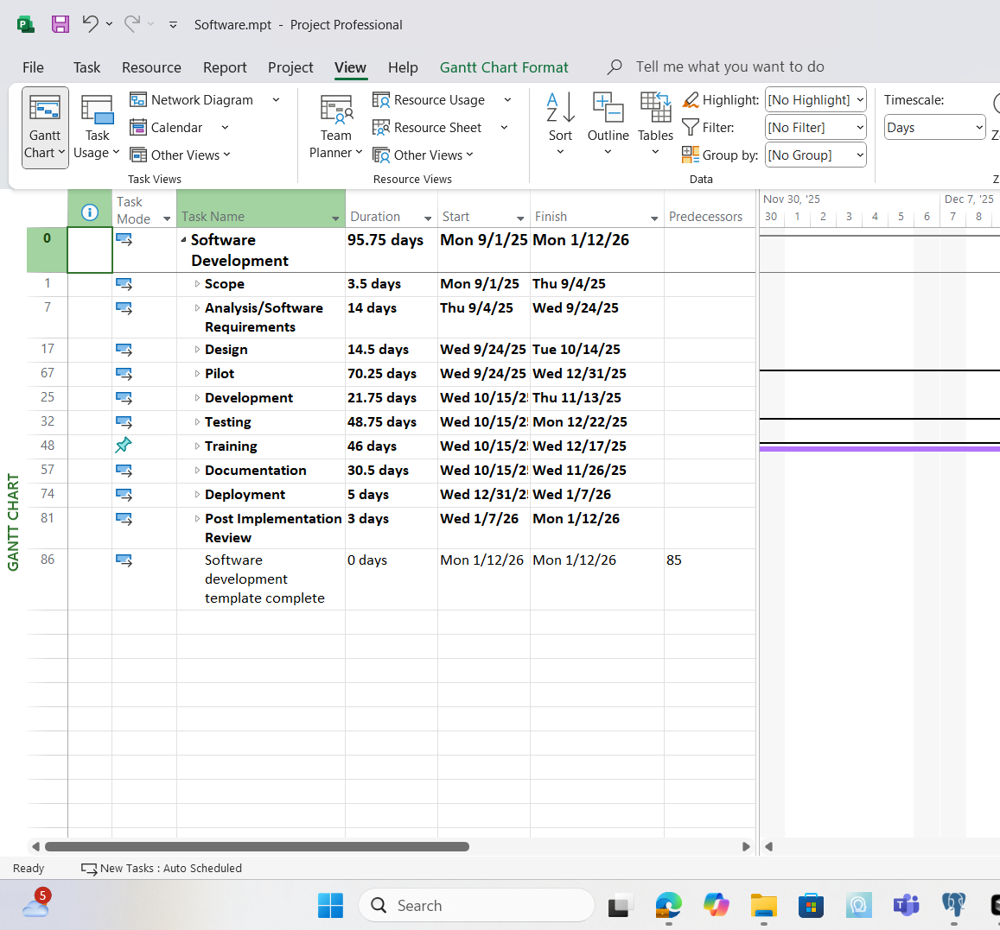 Software.mpt - Project Professional
File Task Resource Report Project View Help Gantt Chart Format Tell me what you want to do
Gantt Chart
Task Usage
Network Diagram
Calendar
Other Views
Task Views
Team Planner
Resource Usage
Resource Sheet
Other Views
Resource Views
Sort
Outline
Tables
Highlight: [No Highlight]
Filter: [No Filter]
Group by: [No Group]
Data
Timescale:
Days
Task Mode Task Name Duration Start Finish Predecessors
Nov 30, '25 Dec 7, '25
30 1 2 3 4 5 6 7 8
0 Software Development 95.75 days Mon 9/1/25 Mon 1/12/26
1 Scope 3.5 days Mon 9/1/25 Thu 9/4/25
7 Analysis/Software Requirements 14 days Thu 9/4/25 Wed 9/24/25
17 Design 14.5 days Wed 9/24/25 Tue 10/14/25
67 Pilot 70.25 days Wed 9/24/25 Wed 12/31/25
25 Development 21.75 days Wed 10/15/2 Thu 11/13/25
32 Testing 48.75 days Wed 10/15/2 Mon 12/22/25
48 Training 46 days Wed 10/15/2 Wed 12/17/25
57 Documentation 30.5 days Wed 10/15/2 Wed 11/26/25
74 Deployment 5 days Wed 12/31/2 Wed 1/7/26
81 Post Implementation Review 3 days Wed 1/7/26 Mon 1/12/26
86 Software development template complete 0 days Mon 1/12/26 Mon 1/12/26 85
GANTT CHART
Ready New Tasks : Auto Scheduled
5
Search